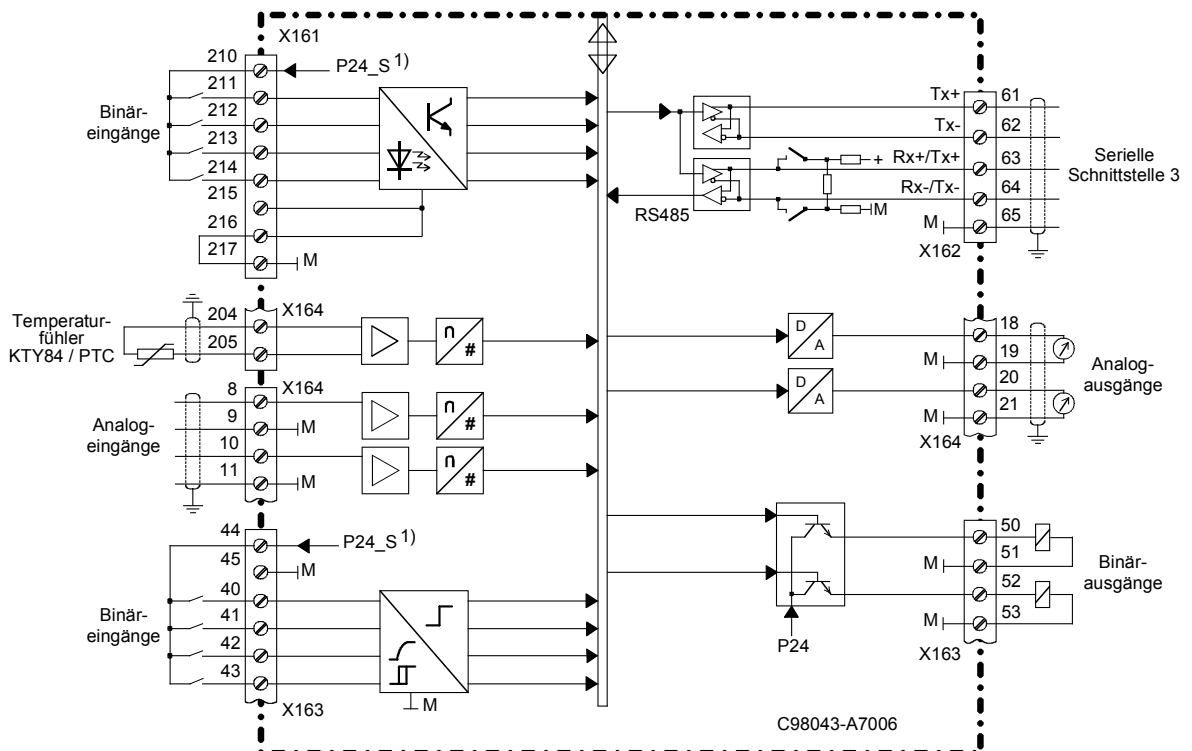 X161
210
P24_S 1)
211
212
213
214
215
216
217
M
Binär-
eingänge
Temperatur-
fühler
KTY84 / PTC
204
205
X164
n
#
8
X164
9
M
10
11
M
Analog-
eingänge
n
#
n
#
44
P24_S 1)
45
M
40
41
42
43
Binär-
eingänge
M
X163
Tx+
61
Tx-
62
Rx+/Tx+
63
Rx-/Tx-
64
65
+
M
M
RS485
X162
Serielle
Schnittstelle 3
D
A
18
M
19
D
A
20
M
21
X164
Analog-
ausgänge
50
M
51
52
M
53
P24
X163
Binär-
ausgänge
C98043-A7006